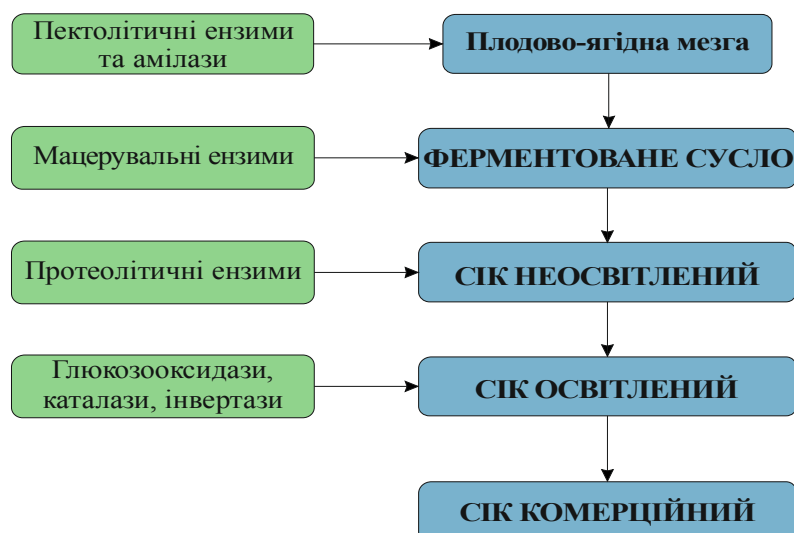 Пектолітичні ензими
та амілази
Плодово-ягідна мезга
Мацерувальні ензими
ФЕРМЕНТОВАНЕ СУСЛО
Протеолітичні ензими
СІК НЕОСВІТЛЕНИЙ
Глюкозооксидази,
каталази, інвертази
СІК ОСВІТЛЕНИЙ
СІК КОМЕРЦІЙНИЙ